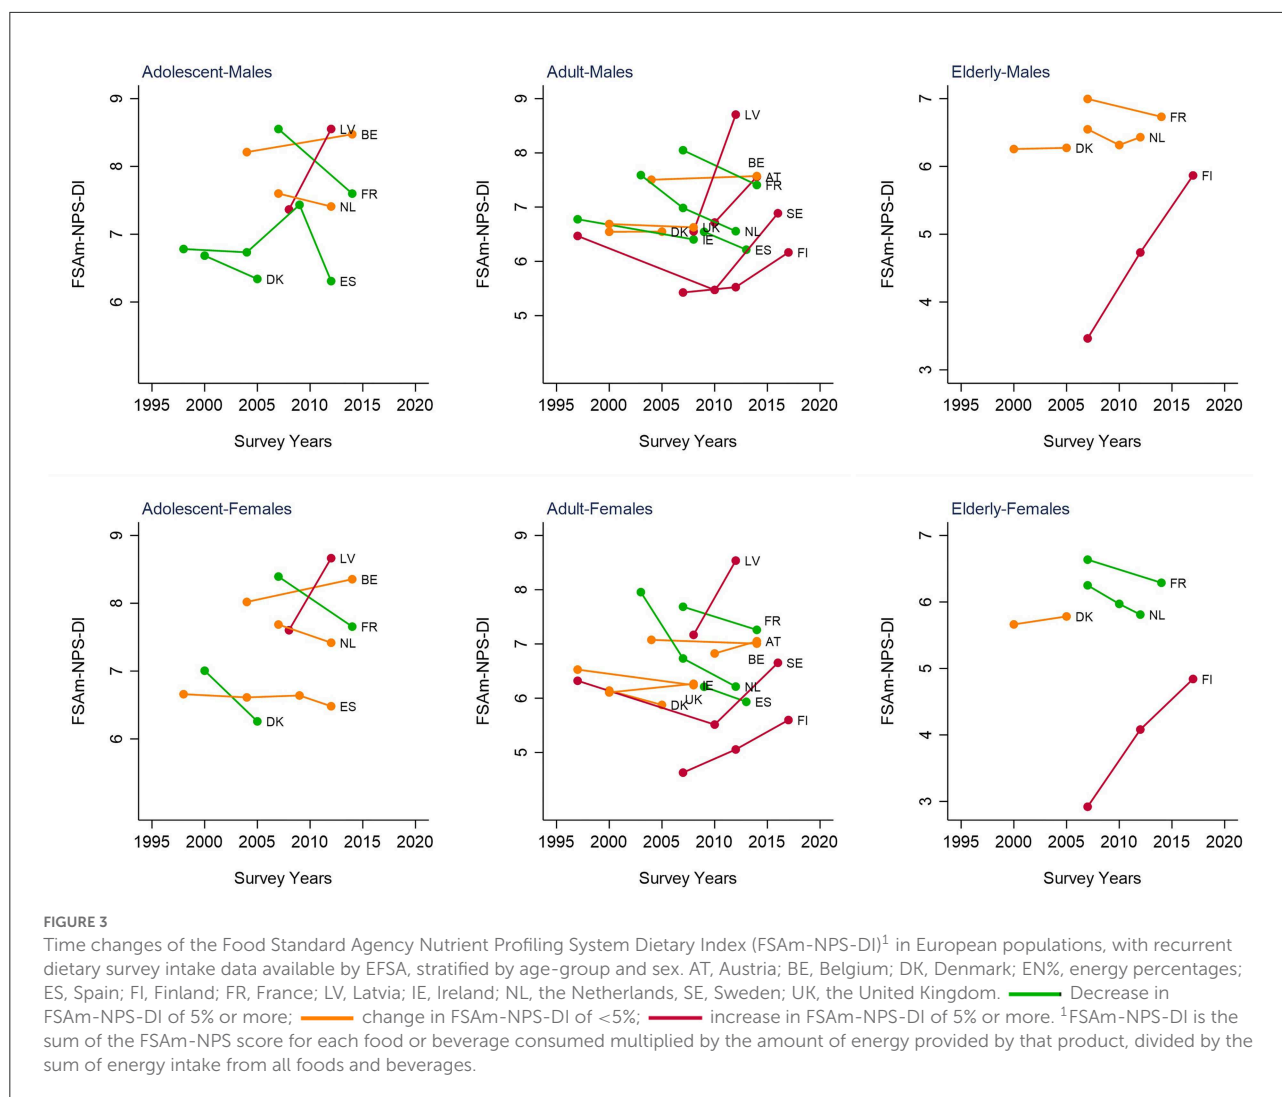 Adolescent-Males
FSAm-NPS-DI
9
8
7
6
LV
BE
FR
NL
DK
ES
1995 2000 2005 2010 2015 2020
Survey Years
Adult-Males
FSAm-NPS-DI
9
8
7
6
5
LV
BE
AT
FR
SE
UK
DK
NL
IE
ES
FI
1995 2000 2005 2010 2015 2020
Survey Years
Elderly-Males
FSAm-NPS-DI
7
6
5
4
3
FR
NL
DK
FI
1995 2000 2005 2010 2015 2020
Survey Years
Adolescent-Females
FSAm-NPS-DI
9
8
7
6
LV
BE
FR
NL
ES
DK
1995 2000 2005 2010 2015 2020
Survey Years
Adult-Females
FSAm-NPS-DI
9
8
7
6
5
LV
FR
AT
BE
SE
IE
NL
UK
DK
ES
FI
1995 2000 2005 2010 2015 2020
Survey Years
Elderly-Females
FSAm-NPS-DI
7
6
5
4
3
FR
NL
DK
FI
1995 2000 2005 2010 2015 2020
Survey Years
FIGURE 3
Time changes of the Food Standard Agency Nutrient Profiling System Dietary Index (FSAm-NPS-DI)¹ in European populations, with recurrent
dietary survey intake data available by EFSA, stratified by age-group and sex. AT, Austria; BE, Belgium; DK, Denmark; EN%, energy percentages;
ES, Spain; FI, Finland; FR, France; LV, Latvia; IE, Ireland; NL, the Netherlands, SE, Sweden; UK, the United Kingdom. Decrease in
FSAm-NPS-DI of 5% or more; change in FSAm-NPS-DI of <5%; increase in FSAm-NPS-DI of 5% or more. ¹FSAm-NPS-DI is the
sum of the FSAm-NPS score for each food or beverage consumed multiplied by the amount of energy provided by that product, divided by the
sum of energy intake from all foods and beverages.